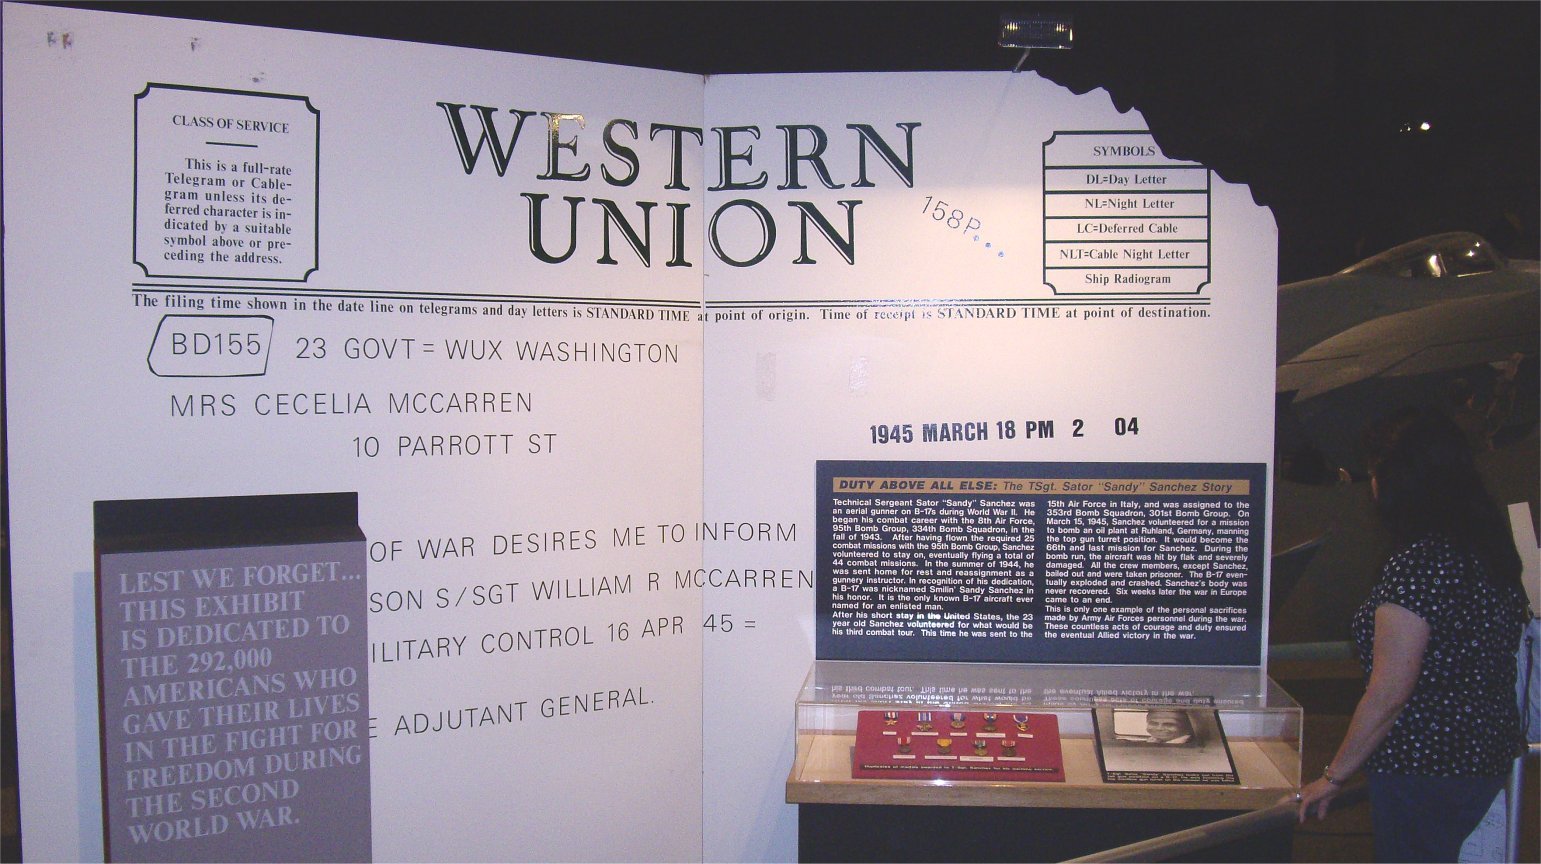 CLASS OF SERVICE
This is a full-rate
Telegram or Cable-
gram unless its de-
ferred character is in-
dicated by a suitable
symbol above or pre-
ceding the address.
WESTERN
UNION
158P...
SYMBOLS
DL=Day Letter
NL=Night Letter
LC=Deferred Cable
NLT=Cable Night Letter
Ship Radiogram
The filing time shown in the date line on telegrams and day letters is STANDARD TIME at point of origin. Time of receipt is STANDARD TIME at point of destination.
BD155 23 GOVT = WUX WASHINGTON
MRS CECELIA MCCARREN
10 PARROTT ST
1945 MARCH 18 PM 2 04
OF WAR DESIRES ME TO INFORM
SON S/SGT WILLIAM R MCCARREN
ILITARY CONTROL 16 APR 45 =
E ADJUTANT GENERAL.
LEST WE FORGET...
THIS EXHIBIT
IS DEDICATED TO
THE 292,000
AMERICANS WHO
GAVE THEIR LIVES
IN THE FIGHT FOR
FREEDOM DURING
THE SECOND
WORLD WAR.
DUTY ABOVE ALL ELSE: The TSgt. Sator "Sandy" Sanchez Story
Technical Sergeant Sator "Sandy" Sanchez was
an aerial gunner on B-17s during World War II. He
began his combat career with the 8th Air Force,
95th Bomb Group, 334th Bomb Squadron, in the
fall of 1943. After having flown the required 25
combat missions with the 95th Bomb Group, Sanchez
volunteered to stay on, eventually flying a total of
44 combat missions. In the summer of 1944, he
was sent home for rest and reassignment as a
gunnery instructor. In recognition of his dedication,
a B-17 was nicknamed Smilin' Sandy Sanchez in
his honor. It is the only known B-17 aircraft ever
named for an enlisted man.
After his short stay in the United States, the 23
year old Sanchez volunteered for what would be
his third combat tour. This time he was sent to the
15th Air Force in Italy, and was assigned to the
353rd Bomb Squadron, 301st Bomb Group. On
March 15, 1945, Sanchez volunteered for a mission
to bomb an oil plant at Ruhland, Germany, manning
the top gun turret position. It would become the
66th and last mission for Sanchez. During the
bomb run, the aircraft was hit by flak and severely
damaged. All the crew members, except Sanchez,
bailed out and were taken prisoner. The B-17 even-
tually exploded and crashed. Sanchez's body was
never recovered. Six weeks later the war in Europe
came to an end.
This is only one example of the personal sacrifices
made by Army Air Forces personnel during the war.
These countless acts of courage and duty ensured
the eventual Allied victory in the war.